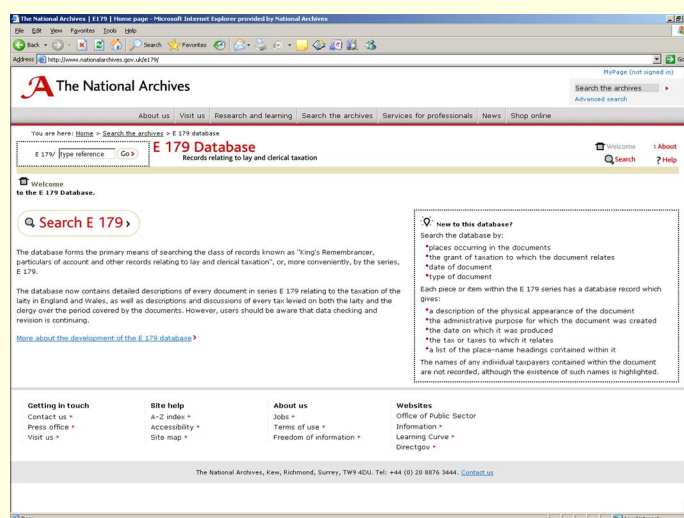 The National Archives | E179 | Home page - Microsoft Internet Explorer provided by National Archives
File Edit View Favorites Tools Help
Back Search Favorites
Address http://www.nationalarchives.gov.uk/e179/ Go
MyPage (not signed in)
The National Archives
Search the archives
Advanced search
About us Visit us Research and learning Search the archives Services for professionals News Shop online
You are here: Home > Search the archives > E 179 database
E 179/ type reference Go
E 179 Database
Records relating to lay and clerical taxation
Welcome : About
Search ? Help
Welcome
to the E 179 Database.
Search E 179
The database forms the primary means of searching the class of records known as "King's Remembrancer,
particulars of account and other records relating to lay and clerical taxation", or, more conveniently, by the series,
E 179.
The database now contains detailed descriptions of every document in series E 179 relating to the taxation of the
laity in England and Wales, as well as descriptions and discussions of every tax levied on both the laity and the
clergy over the period covered by the documents. However, users should be aware that data checking and
revision is continuing.
More about the development of the E 179 database
New to this database?
Search the database by:
places occurring in the documents
the grant of taxation to which the document relates
date of document
type of document
Each piece or item within the E 179 series has a database record which
gives:
a description of the physical appearance of the document
the administrative purpose for which the document was created
the date on which it was produced
the tax or taxes to which it relates
a list of the place-name headings contained within it
The names of any individual taxpayers contained within the document
are not recorded, although the existence of such names is highlighted.
Getting in touch
Contact us
Press office
Visit us
Site help
A-Z index
Accessibility
Site map
About us
Jobs
Terms of use
Freedom of information
Websites
Office of Public Sector
Information
Learning Curve
Directgov
The National Archives, Kew, Richmond, Surrey, TW9 4DU. Tel: +44 (0) 20 8876 3444. Contact us